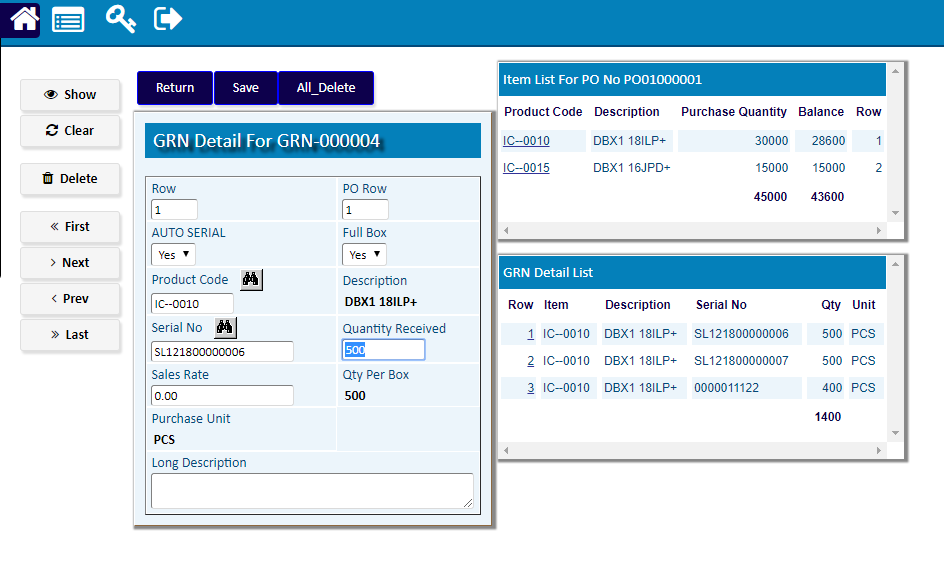 Show
Clear
Delete
« First
> Next
< Prev
» Last
Return Save All_Delete
GRN Detail For GRN-000004
Row PO Row
1 1
AUTO SERIAL Full Box
Yes Yes
Product Code Description
IC--0010 DBX1 18ILP+
Serial No Quantity Received
SL121800000006 500
Sales Rate Qty Per Box
0.00 500
Purchase Unit
PCS
Long Description
Item List For PO No PO01000001
Product Code Description Purchase Quantity Balance Row
IC--0010 DBX1 18ILP+ 30000 28600 1
IC--0015 DBX1 16JPD+ 15000 15000 2
45000 43600
GRN Detail List
Row Item Description Serial No Qty Unit
1 IC--0010 DBX1 18ILP+ SL121800000006 500 PCS
2 IC--0010 DBX1 18ILP+ SL121800000007 500 PCS
3 IC--0010 DBX1 18ILP+ 0000011122 400 PCS
1400